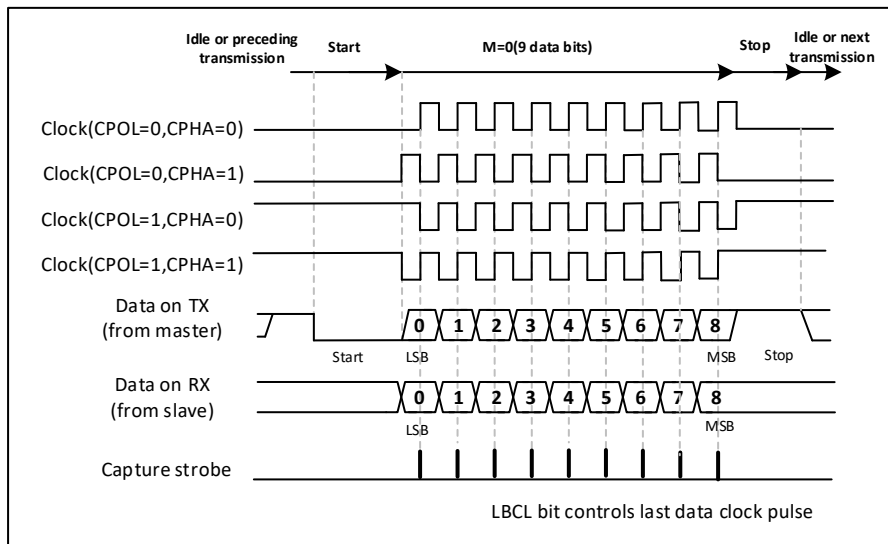 Idle or preceding
transmission
Start
M=0(9 data bits)
Stop
Idle or next
transmission
Clock(CPOL=0,CPHA=0)
Clock(CPOL=0,CPHA=1)
Clock(CPOL=1,CPHA=0)
Clock(CPOL=1,CPHA=1)
Data on TX
(from master)
0 1 2 3 4 5 6 7 8
Start
LSB
MSB
Stop
Data on RX
(from slave)
0 1 2 3 4 5 6 7 8
LSB
MSB
Capture strobe
LBCL bit controls last data clock pulse